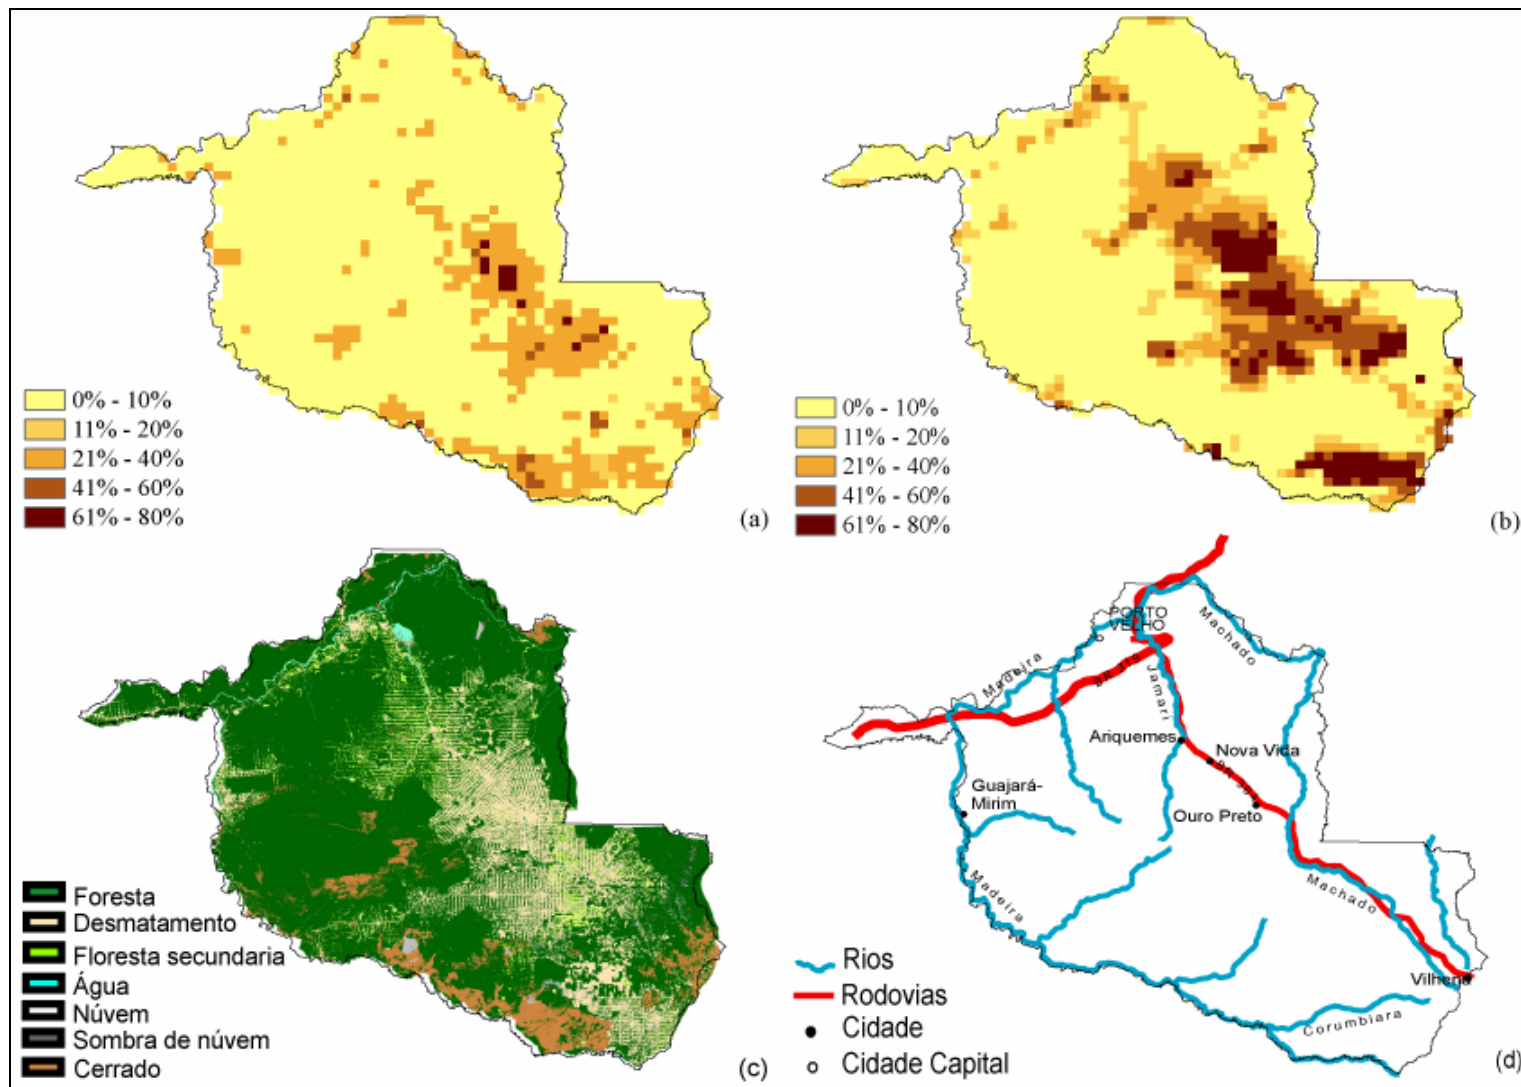 0% - 10%
11% - 20%
21% - 40%
41% - 60%
61% - 80%
(a)
0% - 10%
11% - 20%
21% - 40%
41% - 60%
61% - 80%
(b)
Foresta
Desmatamento
Floresta secundaria
Água
Núvem
Sombra de núvem
Cerrado
(c)
PORTO
VELHO
Machado
Madeira
Jamari
Ariquemes
Nova Vida
Guajará-
Mirim
Ouro Preto
Madeira
Machado
Vilhena
Corumbiara
Rios
Rodovias
Cidade
Cidade Capital
(d)